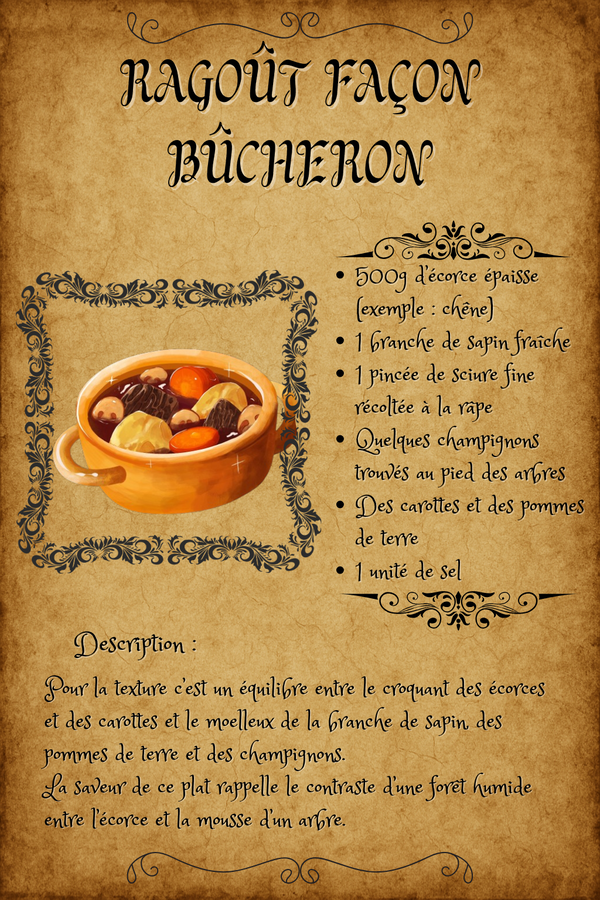 RAGOÛT FAÇON
BÛCHERON
• 500g d'écorce épaisse
(exemple : chêne)
• 1 branche de sapin fraîche
• 1 pincée de sciure fine
récoltée à la râpe
• Quelques champignons
trouvés au pied des arbres
• Des carottes et des pommes
de terre
• 1 unité de sel
Description :
Pour la texture c'est un équilibre entre le croquant des écorces
et des carottes et le moelleux de la branche de sapin, des
pommes de terre et des champignons.
La saveur de ce plat rappelle le contraste d'une forêt humide
entre l'écorce et la mousse d'un arbre.